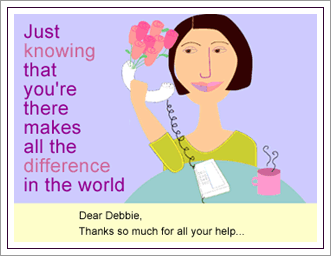 Just
knowing
that
you're
there
makes
all the
difference
in the world
Dear Debbie,
Thanks so much for all your help...